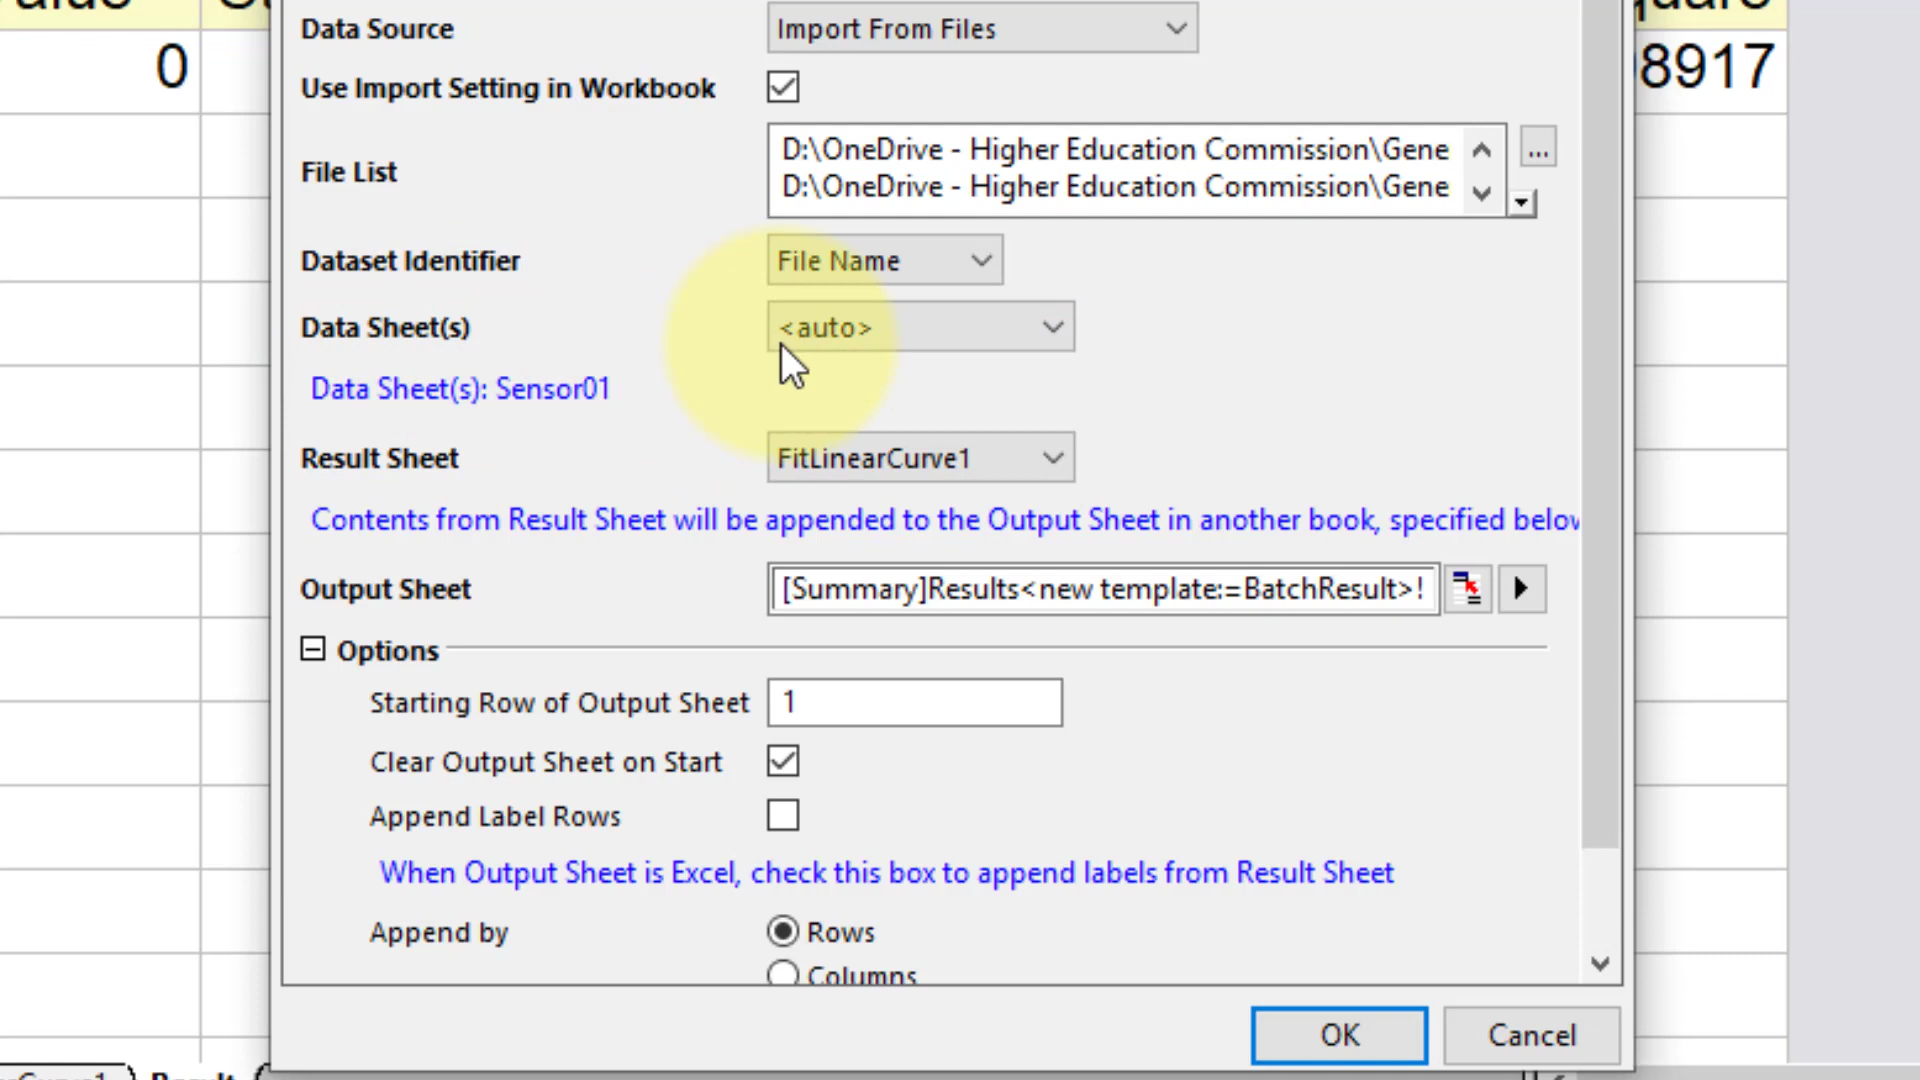 Data Source
Import From Files
Use Import Setting in Workbook
0
8917
File List
D:\OneDrive - Higher Education Commission\Gene
D:\OneDrive - Higher Education Commission\Gene
...
Dataset Identifier
File Name
Data Sheet(s)
<auto>
Data Sheet(s): Sensor01
Result Sheet
FitLinearCurve1
Contents from Result Sheet will be appended to the Output Sheet in another book, specified below
Output Sheet
[Summary]Results<new template:=BatchResult>!
Options
Starting Row of Output Sheet
1
Clear Output Sheet on Start
Append Label Rows
When Output Sheet is Excel, check this box to append labels from Result Sheet
Append by
Rows
Columns
OK
Cancel
Result